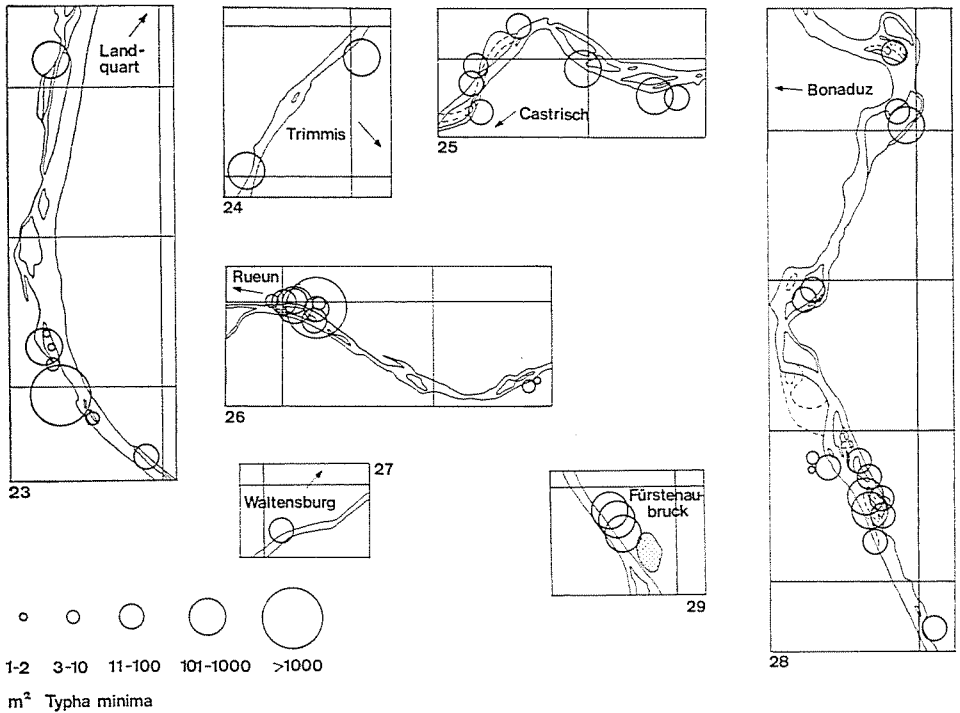 Land-
quart
23
Trimmis
24
Castrisch
25
Rueun
26
27
Waltensburg
Bonaduz
28
Fürstenau-
bruck
29
1-2 3-10 11-100 101-1000 >1000
m² Typha minima